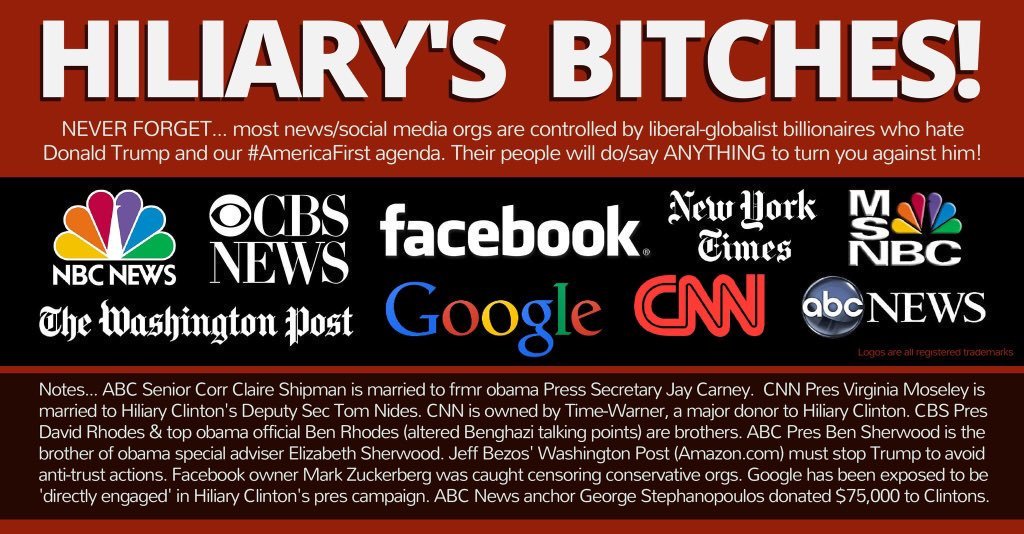 HILIARY'S BITCHES!
NEVER FORGET... most news/social media orgs are controlled by liberal-globalist billionaires who hate
Donald Trump and our #AmericaFirst agenda. Their people will do/say ANYTHING to turn you against him!
NBC NEWS
CBS
NEWS
facebook®
New York
Times
M
S
NBC
The Washington Post
Google
CNN
abc NEWS
Logos are all registered trademarks
Notes... ABC Senior Corr Claire Shipman is married to frmr obama Press Secretary Jay Carney. CNN Pres Virginia Moseley is
married to Hiliary Clinton's Deputy Sec Tom Nides. CNN is owned by Time-Warner, a major donor to Hiliary Clinton. CBS Pres
David Rhodes & top obama official Ben Rhodes (altered Benghazi talking points) are brothers. ABC Pres Ben Sherwood is the
brother of obama special adviser Elizabeth Sherwood. Jeff Bezos' Washington Post (Amazon.com) must stop Trump to avoid
anti-trust actions. Facebook owner Mark Zuckerberg was caught censoring conservative orgs. Google has been exposed to be
'directly engaged' in Hiliary Clinton's pres campaign. ABC News anchor George Stephanopoulos donated $75,000 to Clintons.